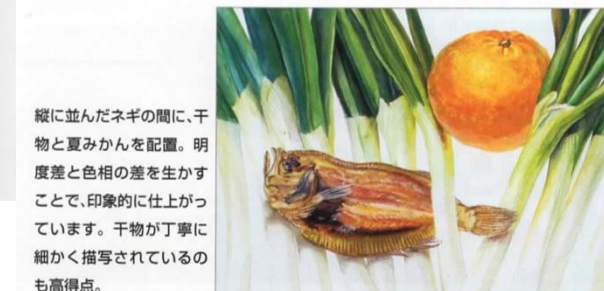 縦に並んだネギの間に、干
物と夏みかんを配置。明
度差と色相の差を生かす
ことで、印象的に仕上がっ
ています。干物が丁寧に
細かく描写されているの
も高得点。